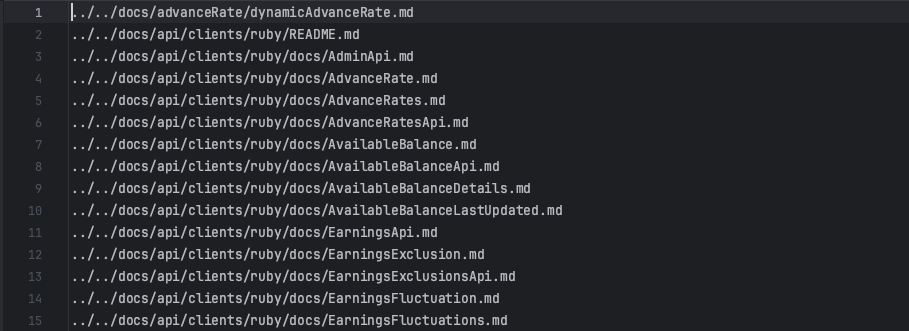 1 ../../docs/advanceRate/dynamicAdvanceRate.md
2 ../../docs/api/clients/ruby/README.md
3 ../../docs/api/clients/ruby/docs/AdminApi.md
4 ../../docs/api/clients/ruby/docs/AdvanceRate.md
5 ../../docs/api/clients/ruby/docs/AdvanceRates.md
6 ../../docs/api/clients/ruby/docs/AdvanceRatesApi.md
7 ../../docs/api/clients/ruby/docs/AvailableBalance.md
8 ../../docs/api/clients/ruby/docs/AvailableBalanceApi.md
9 ../../docs/api/clients/ruby/docs/AvailableBalanceDetails.md
10 ../../docs/api/clients/ruby/docs/AvailableBalanceLastUpdated.md
11 ../../docs/api/clients/ruby/docs/EarningsApi.md
12 ../../docs/api/clients/ruby/docs/EarningsExclusion.md
13 ../../docs/api/clients/ruby/docs/EarningsExclusionsApi.md
14 ../../docs/api/clients/ruby/docs/EarningsFluctuation.md
15 ../../docs/api/clients/ruby/docs/EarningsFluctuations.md